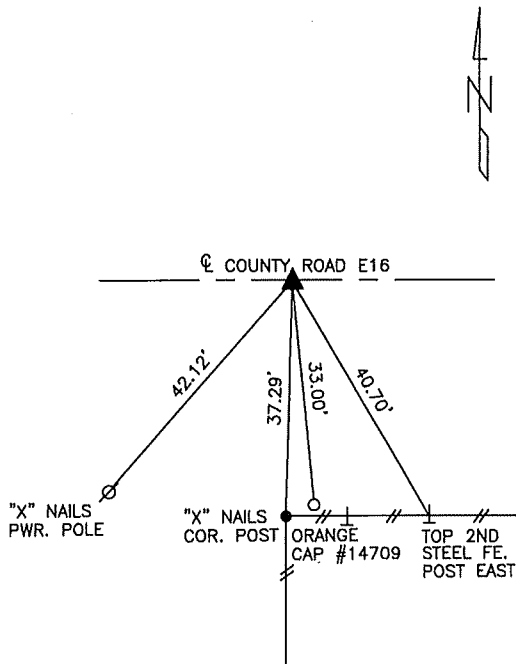 N
℄ COUNTY ROAD E16
42.12'
37.29'
33.00'
40.70'
"X" NAILS
PWR. POLE
"X" NAILS
COR. POST
ORANGE
CAP #14709
TOP 2ND
STEEL FE.
POST EAST